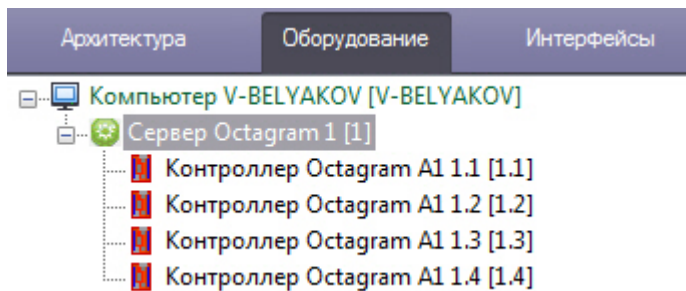 Архитектура Оборудование Интерфейсы
Компьютер V-BELYAKOV [V-BELYAKOV]
Сервер Octagram 1 [1]
Контроллер Octagram A1 1.1 [1.1]
Контроллер Octagram A1 1.2 [1.2]
Контроллер Octagram A1 1.3 [1.3]
Контроллер Octagram A1 1.4 [1.4]